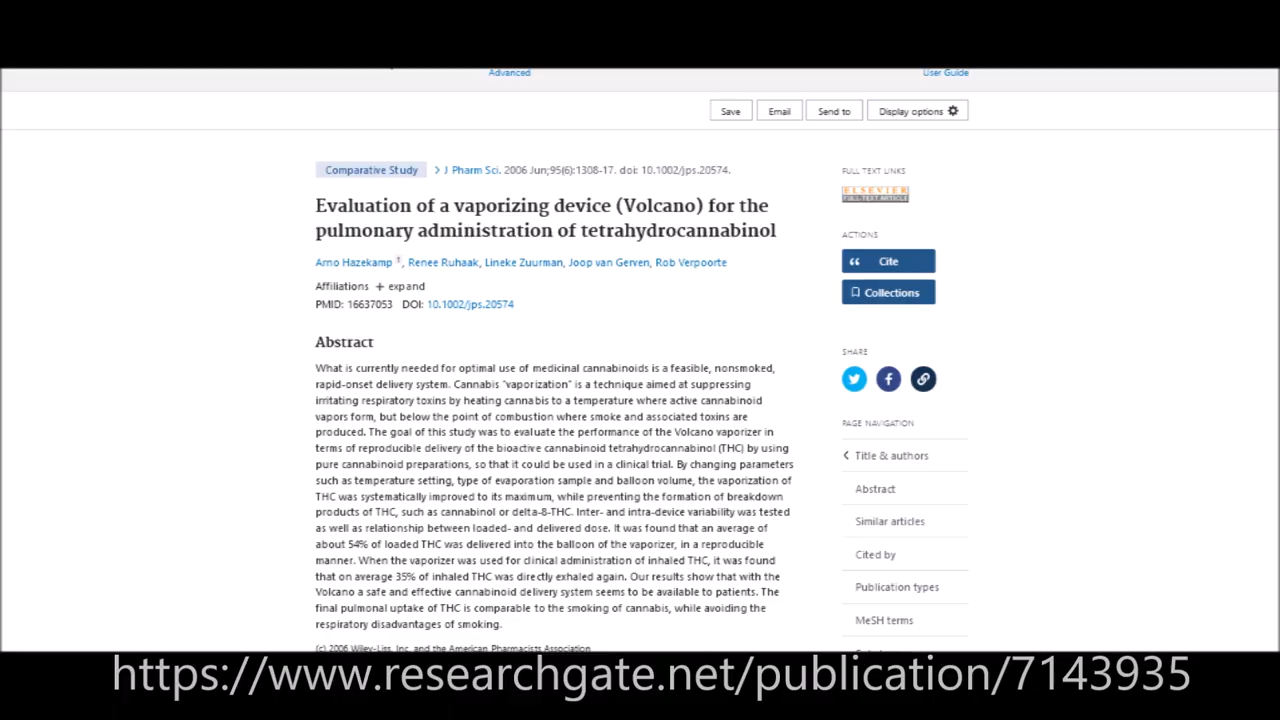 Advanced
User Guide
Save Email Send to Display options
Comparative Study > J Pharm Sci. 2006 Jun;95(6):1308-17. doi: 10.1002/jps.20574.
Evaluation of a vaporizing device (Volcano) for the
pulmonary administration of tetrahydrocannabinol
Arno Hazekamp 1, Renee Ruhaak, Lineke Zuurman, Joop van Gerven, Rob Verpoorte
Affiliations + expand
PMID: 16637053 DOI: 10.1002/jps.20574
Abstract
What is currently needed for optimal use of medicinal cannabinoids is a feasible, nonsmoked,
rapid-onset delivery system. Cannabis "vaporization" is a technique aimed at suppressing
irritating respiratory toxins by heating cannabis to a temperature where active cannabinoid
vapors form, but below the point of combustion where smoke and associated toxins are
produced. The goal of this study was to evaluate the performance of the Volcano vaporizer in
terms of reproducible delivery of the bioactive cannabinoid tetrahydrocannabinol (THC) by using
pure cannabinoid preparations, so that it could be used in a clinical trial. By changing parameters
such as temperature setting, type of evaporation sample and balloon volume, the vaporization of
THC was systematically improved to its maximum, while preventing the formation of breakdown
products of THC, such as cannabinol or delta-8-THC. Inter- and intra-device variability was tested
as well as relationship between loaded- and delivered dose. It was found that an average of
about 54% of loaded THC was delivered into the balloon of the vaporizer, in a reproducible
manner. When the vaporizer was used for clinical administration of inhaled THC, it was found
that on average 35% of inhaled THC was directly exhaled again. Our results show that with the
Volcano a safe and effective cannabinoid delivery system seems to be available to patients. The
final pulmonal uptake of THC is comparable to the smoking of cannabis, while avoiding the
respiratory disadvantages of smoking.
(c) 2006 Wiley-Liss, Inc. and the American Pharmacists Association
FULL TEXT LINKS
ELSEVIER
FULL-TEXT ARTICLE
ACTIONS
Cite
Collections
SHARE
PAGE NAVIGATION
Title & authors
Abstract
Similar articles
Cited by
Publication types
MeSH terms
https://www.researchgate.net/publication/7143935